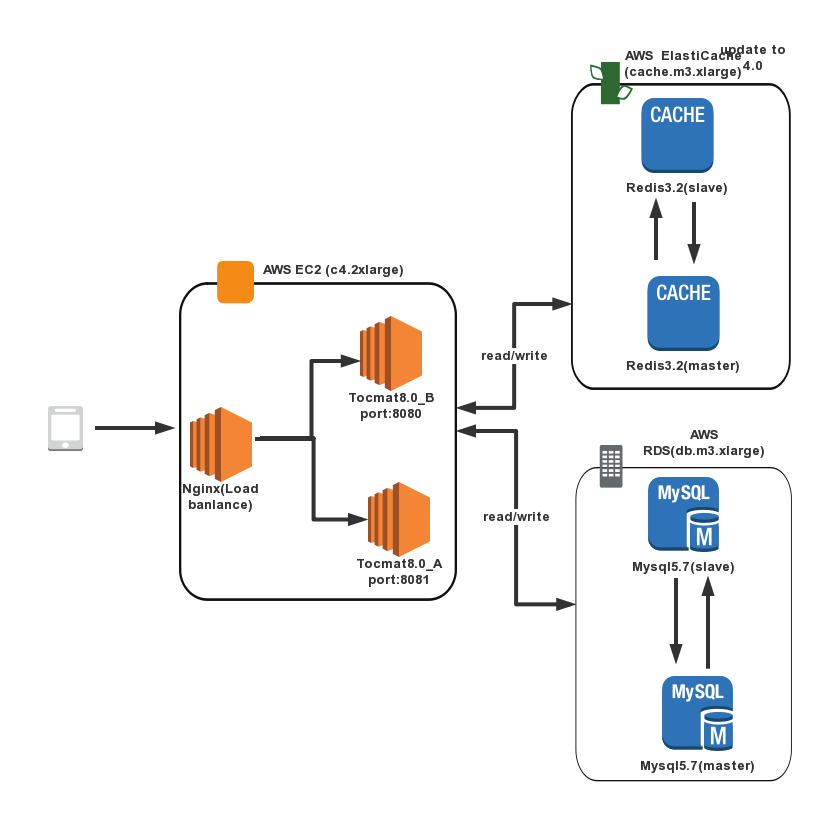 update to
4.0
AWS ElastiCache
(cache.m3.xlarge)
CACHE
Redis3.2(slave)
CACHE
Redis3.2(master)
AWS EC2 (c4.2xlarge)
Tocmat8.0_B
port:8080
read/write
Nginx(Load
banlance)
Tocmat8.0_A
port:8081
read/write
AWS
RDS(db.m3.xlarge)
MySQL
M
Mysql5.7(slave)
MySQL
M
Mysql5.7(master)